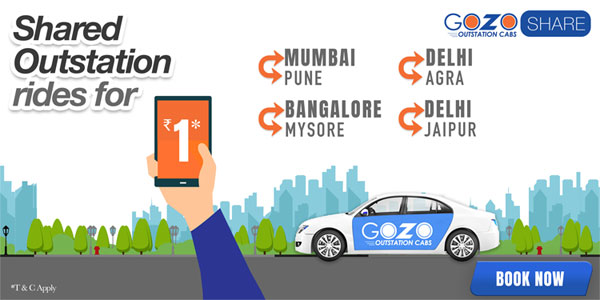 Shared
Outstation
rides for
₹1*
GOZO SHARE
OUTSTATION CABS
MUMBAI
PUNE
DELHI
AGRA
BANGALORE
MYSORE
DELHI
JAIPUR
GOZO
OUTSTATION CABS
*T & C Apply
BOOK NOW